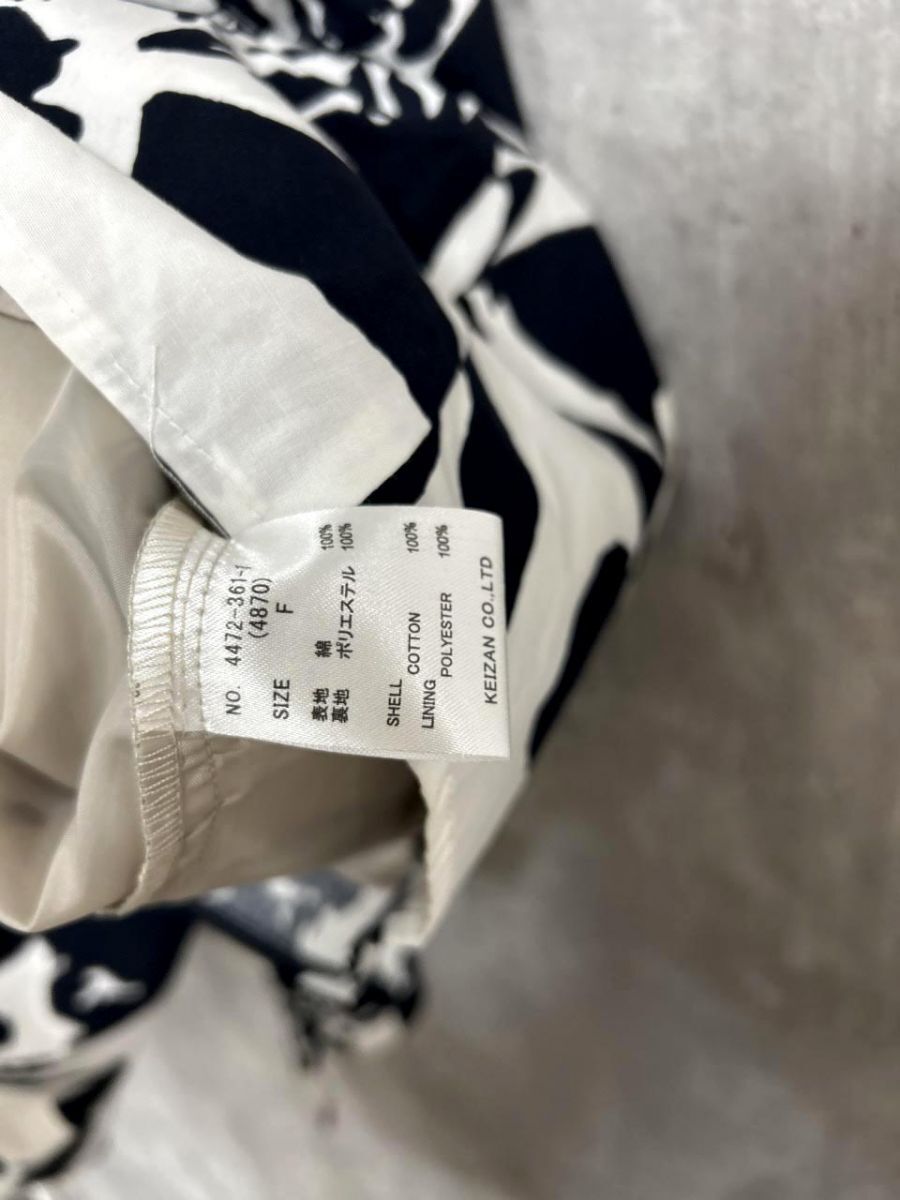 NO. 4472-361-1
(4870)
SIZE F
表地 綿 100%
裏地 ポリエステル 100%
SHELL
COTTON 100%
LINING
POLYESTER 100%
KEIZAN CO.,LTD